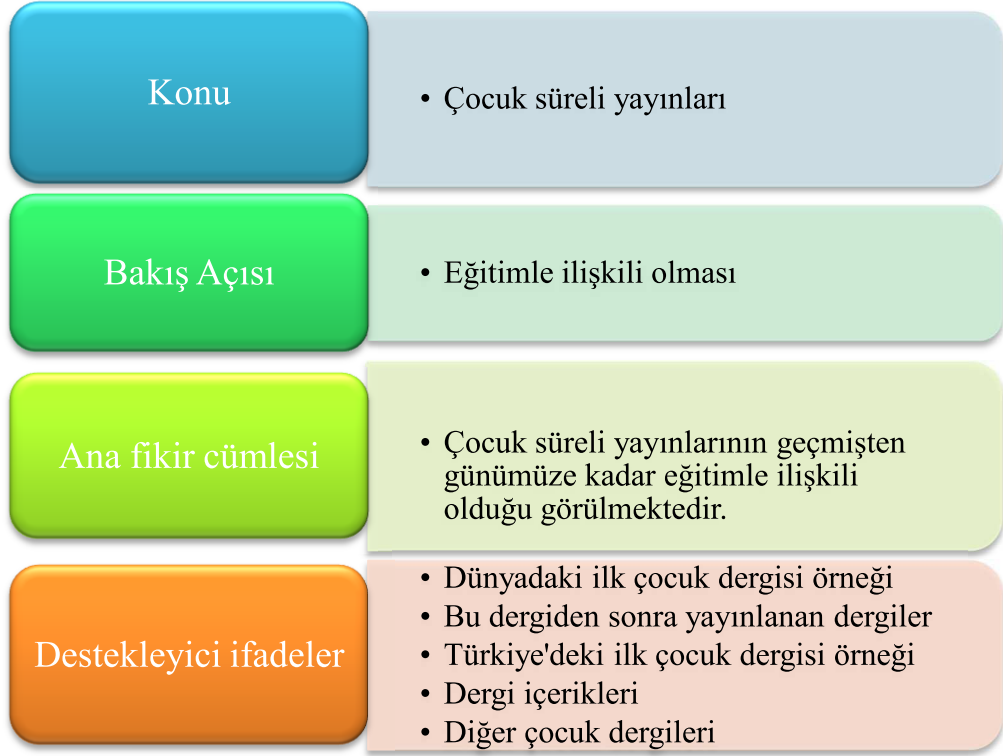 Konu
• Çocuk süreli yayınları
Bakış Açısı
• Eğitimle ilişkili olması
Ana fikir cümlesi
• Çocuk süreli yayınlarının geçmişten
günümüze kadar eğitimle ilişkili
olduğu görülmektedir.
Destekleyici ifadeler
• Dünyadaki ilk çocuk dergisi örneği
• Bu dergiden sonra yayınlanan dergiler
• Türkiye'deki ilk çocuk dergisi örneği
• Dergi içerikleri
• Diğer çocuk dergileri